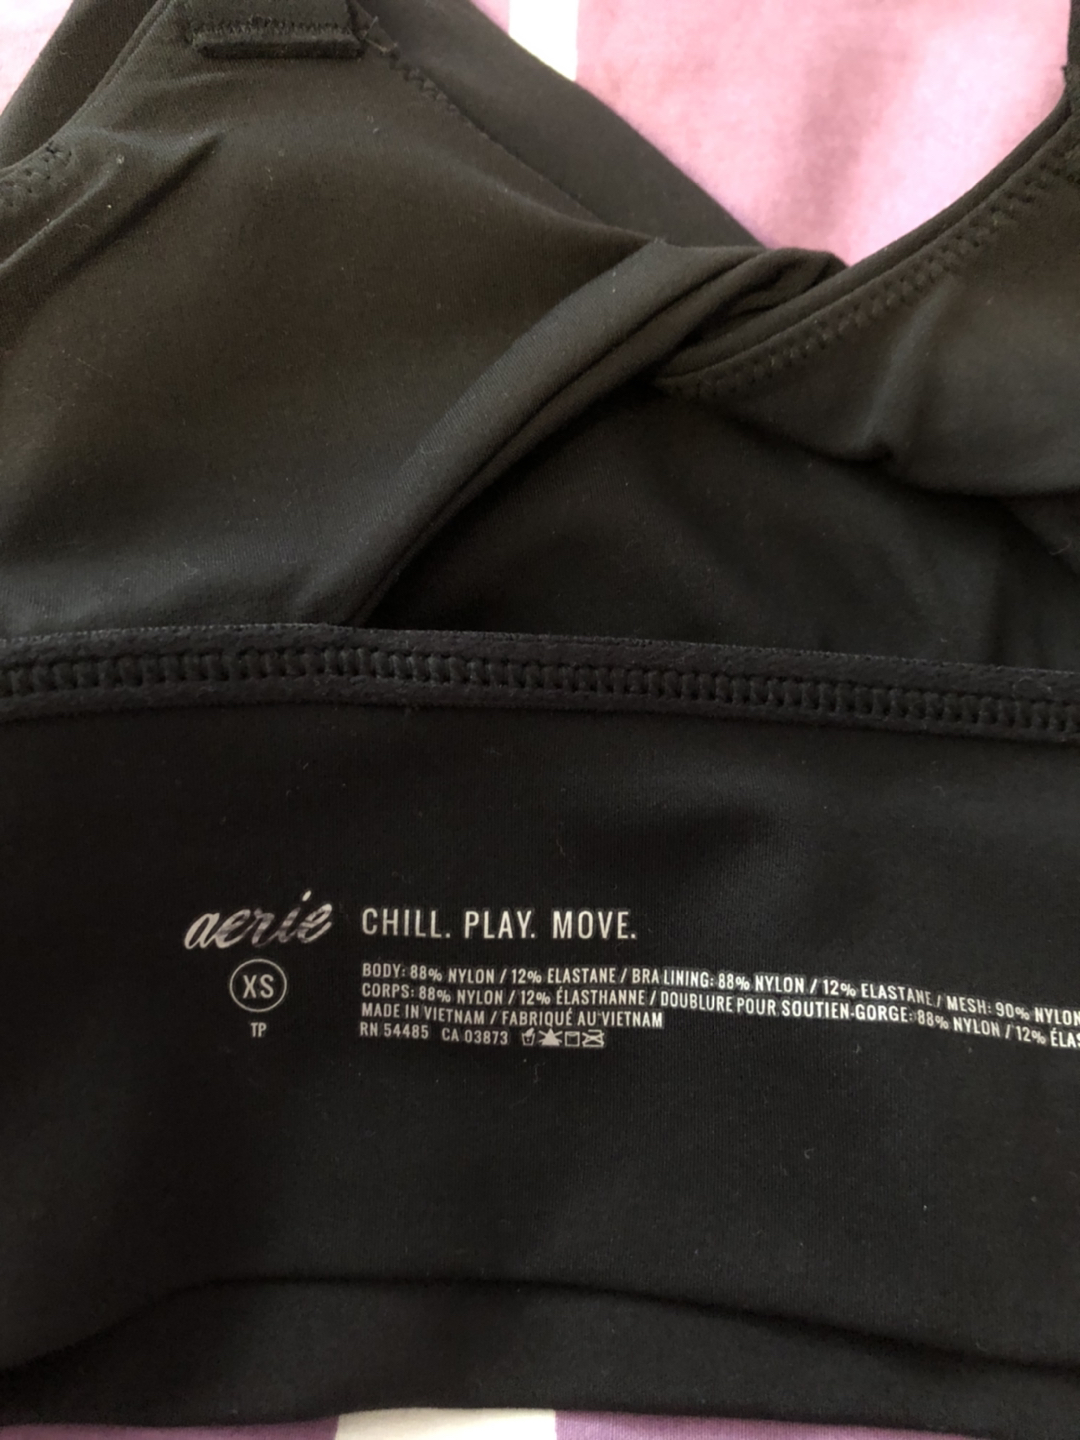 aerie CHILL. PLAY. MOVE.
XS
TP
BODY: 88% NYLON / 12% ELASTANE / BRA LINING: 88% NYLON / 12% ELASTANE / MESH: 90% NYLON
CORPS: 88% NYLON / 12% ÉLASTHANNE / DOUBLURE POUR SOUTIEN-GORGE: 88% NYLON / 12% ÉLAS
MADE IN VIETNAM / FABRIQUÉ AU VIETNAM
RN 54485 CA 03873